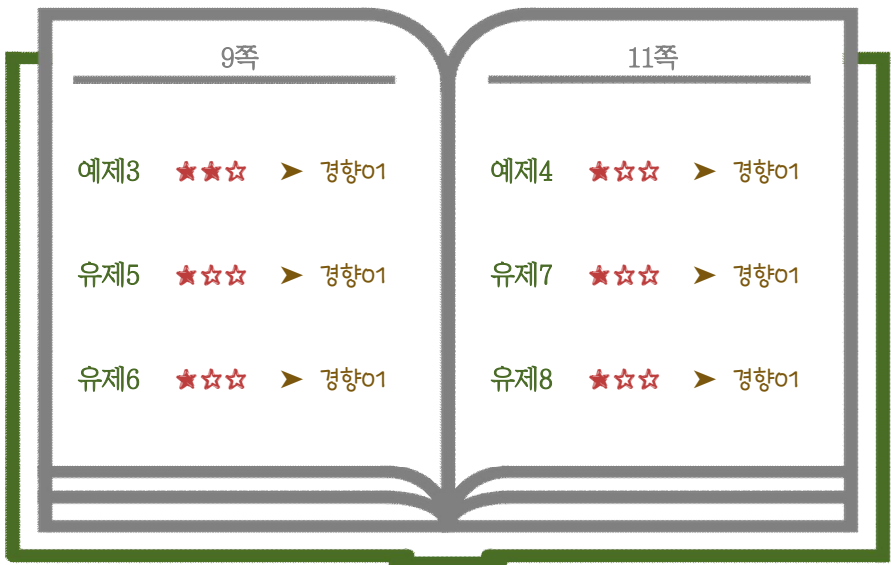 9쪽
예제3 ★★☆ ➤ 경향01
유제5 ★☆☆ ➤ 경향01
유제6 ★☆☆ ➤ 경향01
11쪽
예제4 ★☆☆ ➤ 경향01
유제7 ★☆☆ ➤ 경향01
유제8 ★☆☆ ➤ 경향01